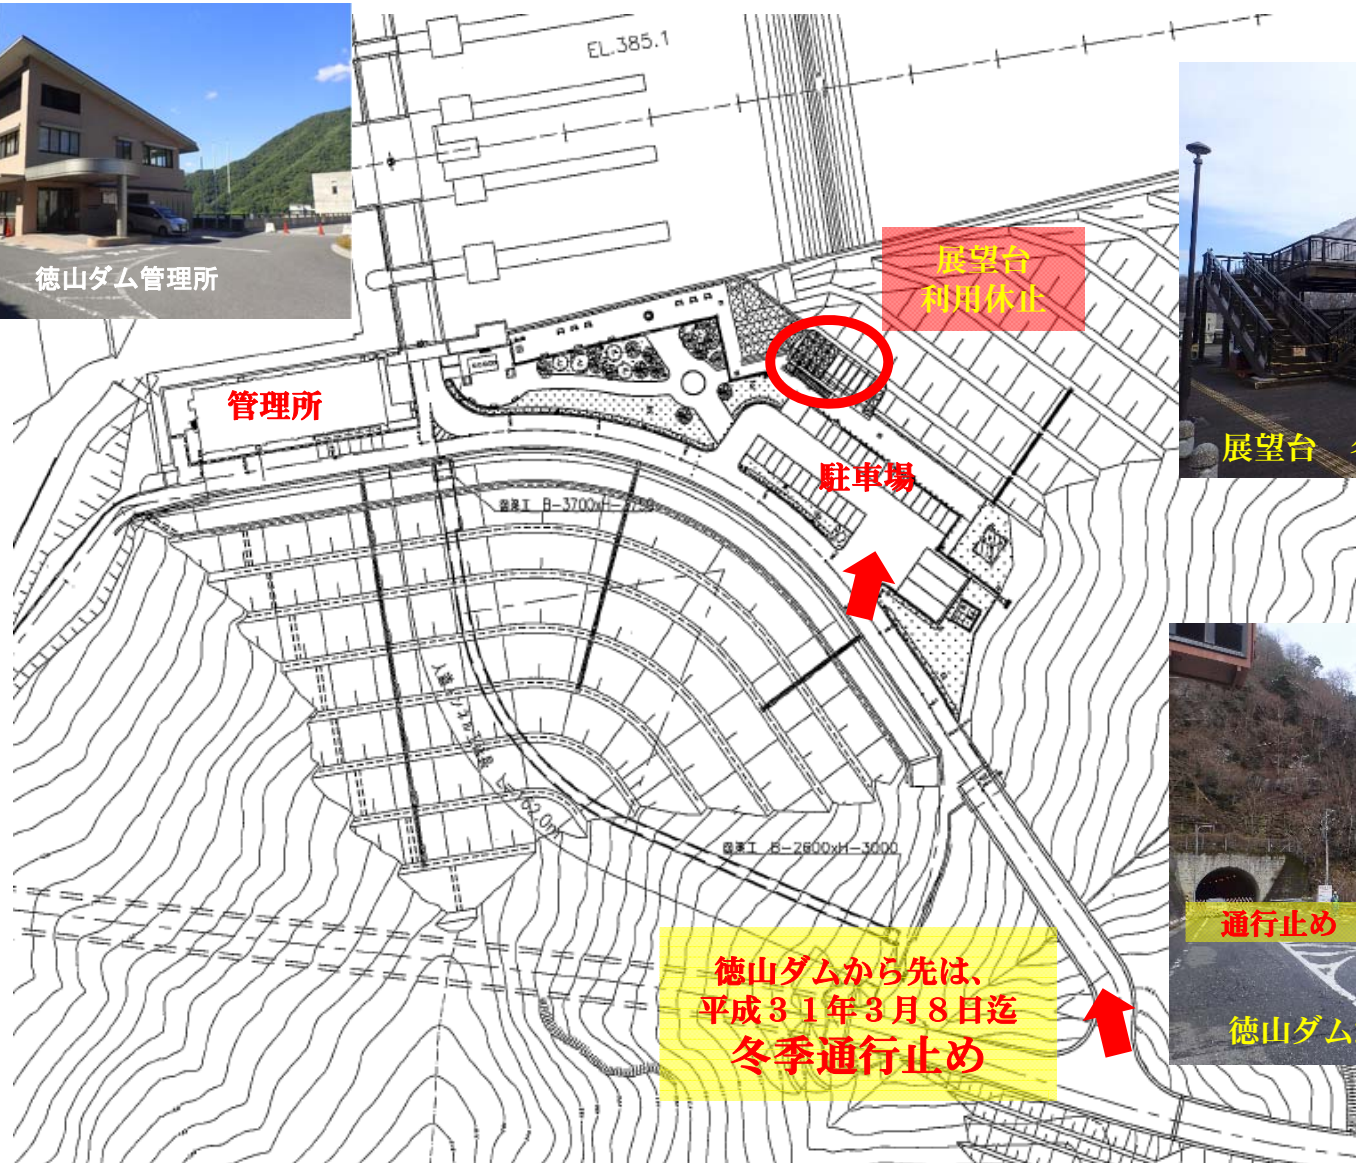 EL.385.1
徳山ダム管理所
展望台
利用休止
管理所
駐車場
B-3700xH-
展望台
B-2600xH-3000
徳山ダムから先は、
平成31年3月8日迄
冬季通行止め
通行止め
徳山ダム